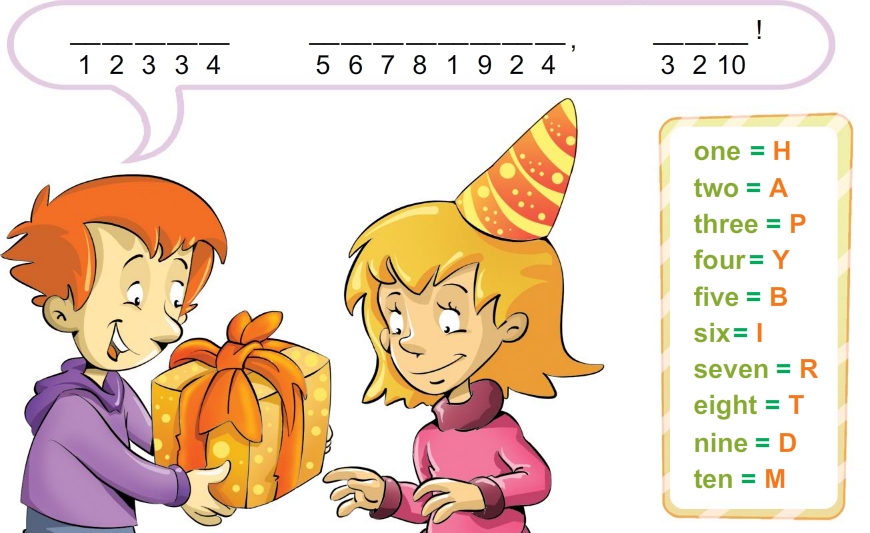 _ _ _ _ _ _ _ _ _ _ _ _ _ , _ _ _ !
1 2 3 3 4 5 6 7 8 1 9 2 4 3 2 10
one = H
two = A
three = P
four = Y
five = B
six = I
seven = R
eight = T
nine = D
ten = M